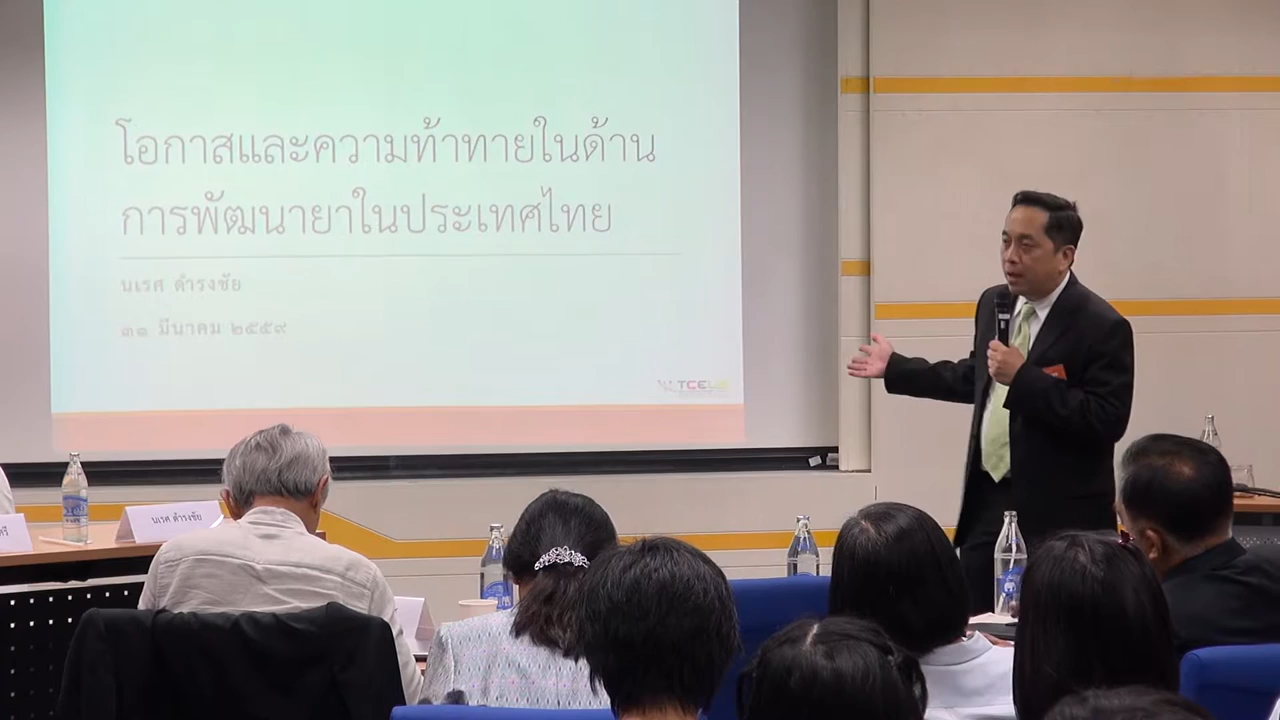 โอกาสและความท้าทายในด้าน
การพัฒนายาในประเทศไทย
นเรศ ดำรงชัย
๓๑ มีนาคม ๒๕๕๙
TCELS
นเรศ ดำรงชัย